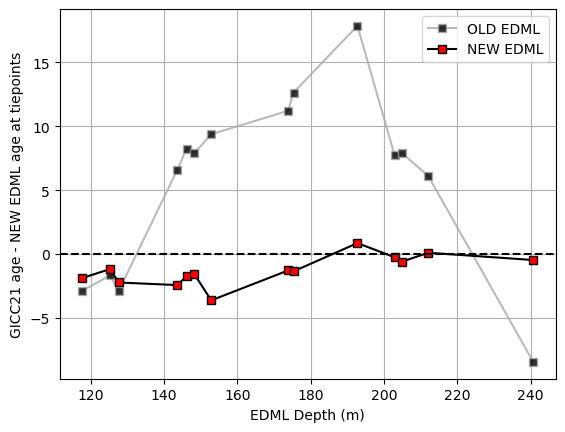 OLD EDML
NEW EDML
GICC21 age - NEW EDML age at tiepoints
15
10
5
0
−5
120 140 160 180 200 220 240
EDML Depth (m)